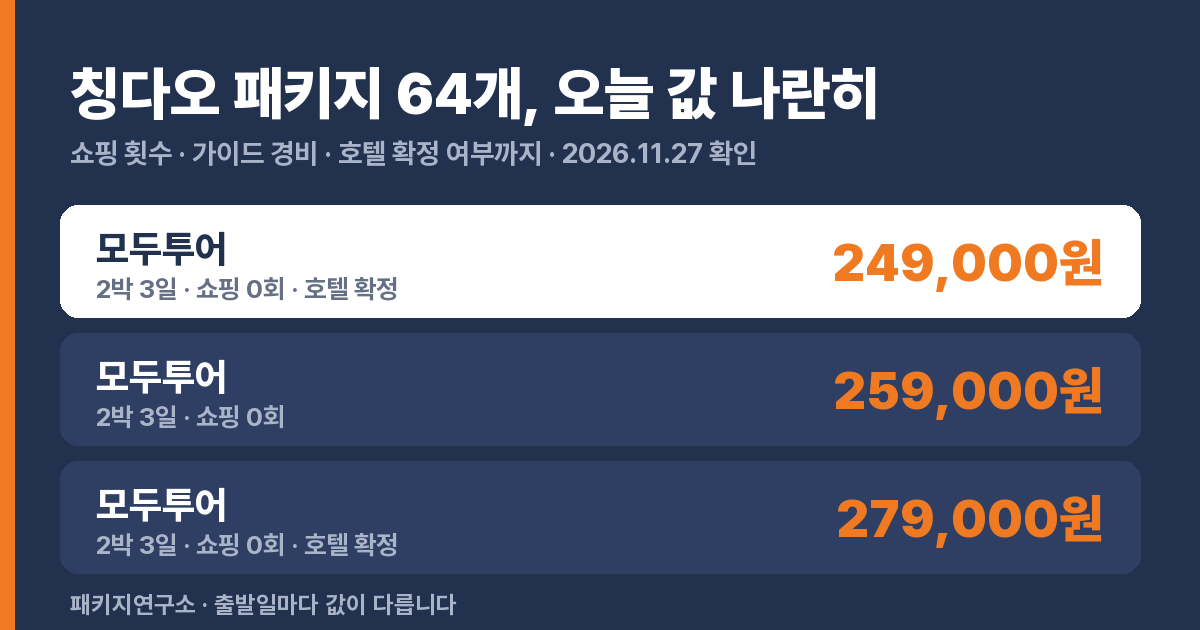 칭다오 패키지 64개, 오늘 값 나란히
쇼핑 횟수 · 가이드 경비 · 호텔 확정 여부까지 · 2026.11.27 확인
모두투어
2박 3일 · 쇼핑 0회 · 호텔 확정
249,000원
모두투어
2박 3일 · 쇼핑 0회
259,000원
모두투어
2박 3일 · 쇼핑 0회 · 호텔 확정
279,000원
패키지연구소 · 출발일마다 값이 다릅니다